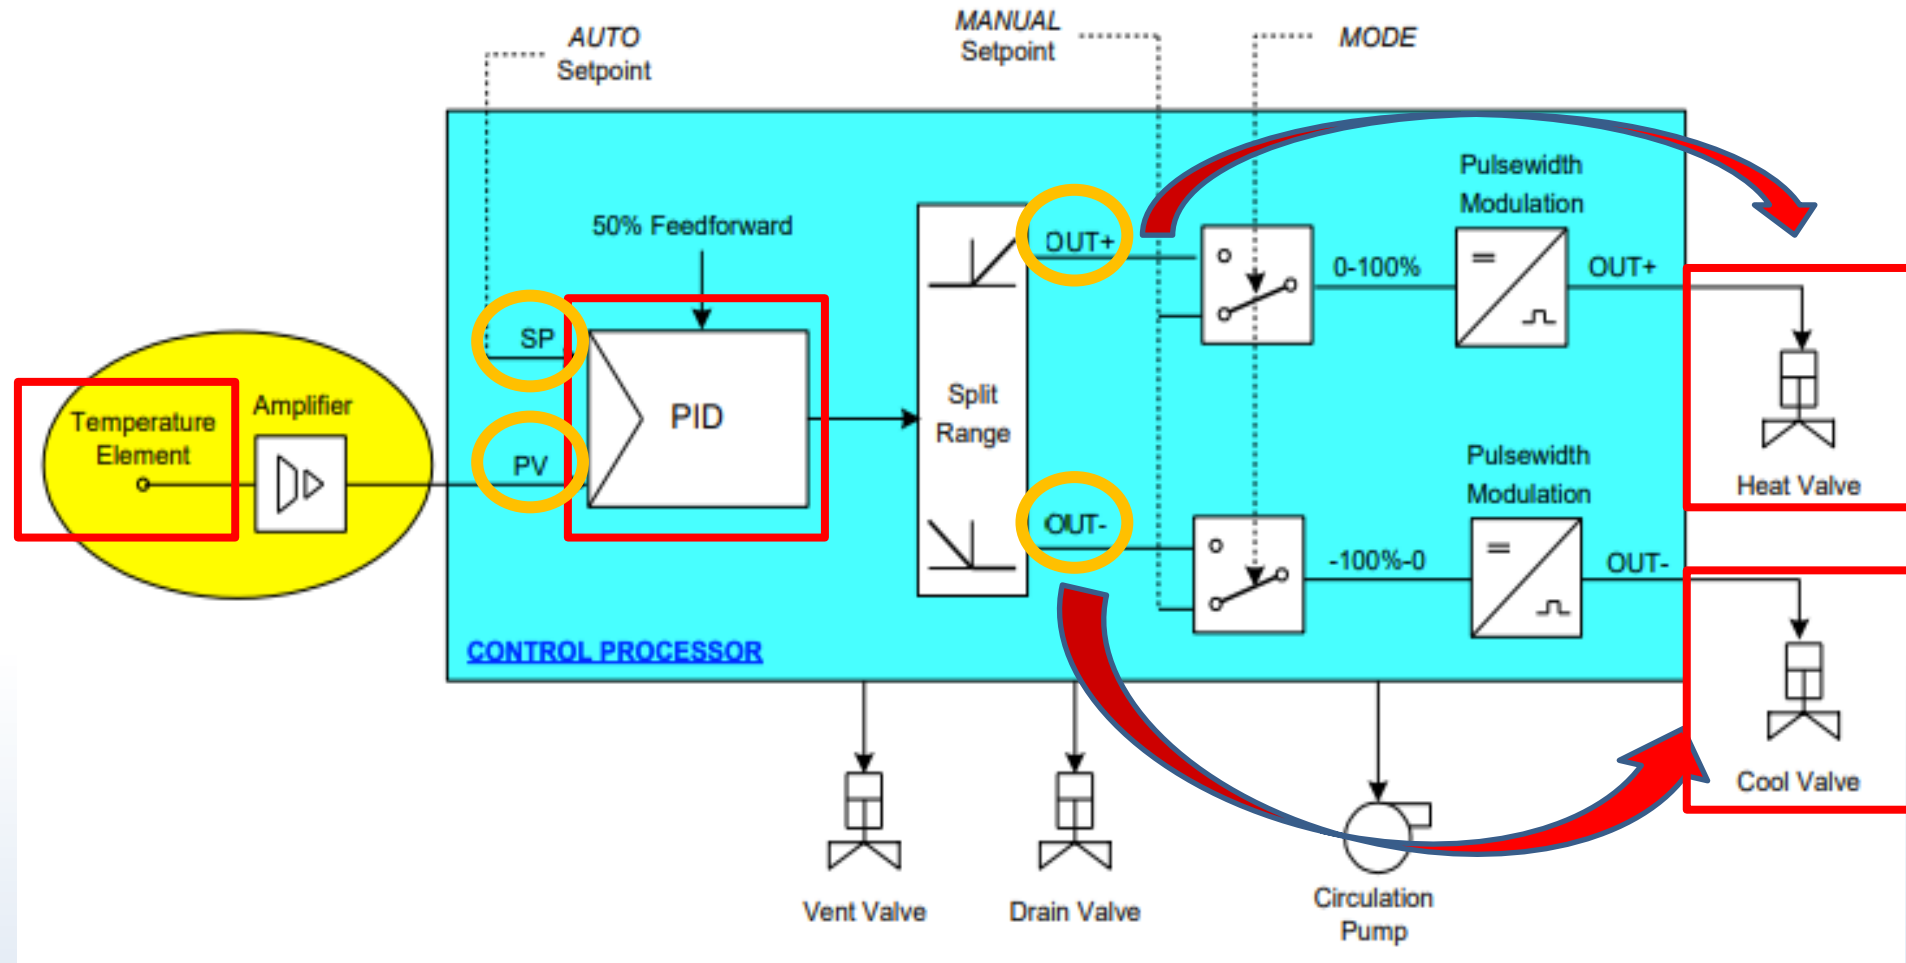 AUTO
Setpoint
MANUAL
Setpoint
MODE
50% Feedforward
SP
PV
PID
Temperature
Element
Amplifier
Split
Range
OUT+
OUT-
0-100%
-100%-0
Pulsewidth
Modulation
OUT+
Pulsewidth
Modulation
OUT-
Heat Valve
Cool Valve
CONTROL PROCESSOR
Vent Valve
Drain Valve
Circulation
Pump